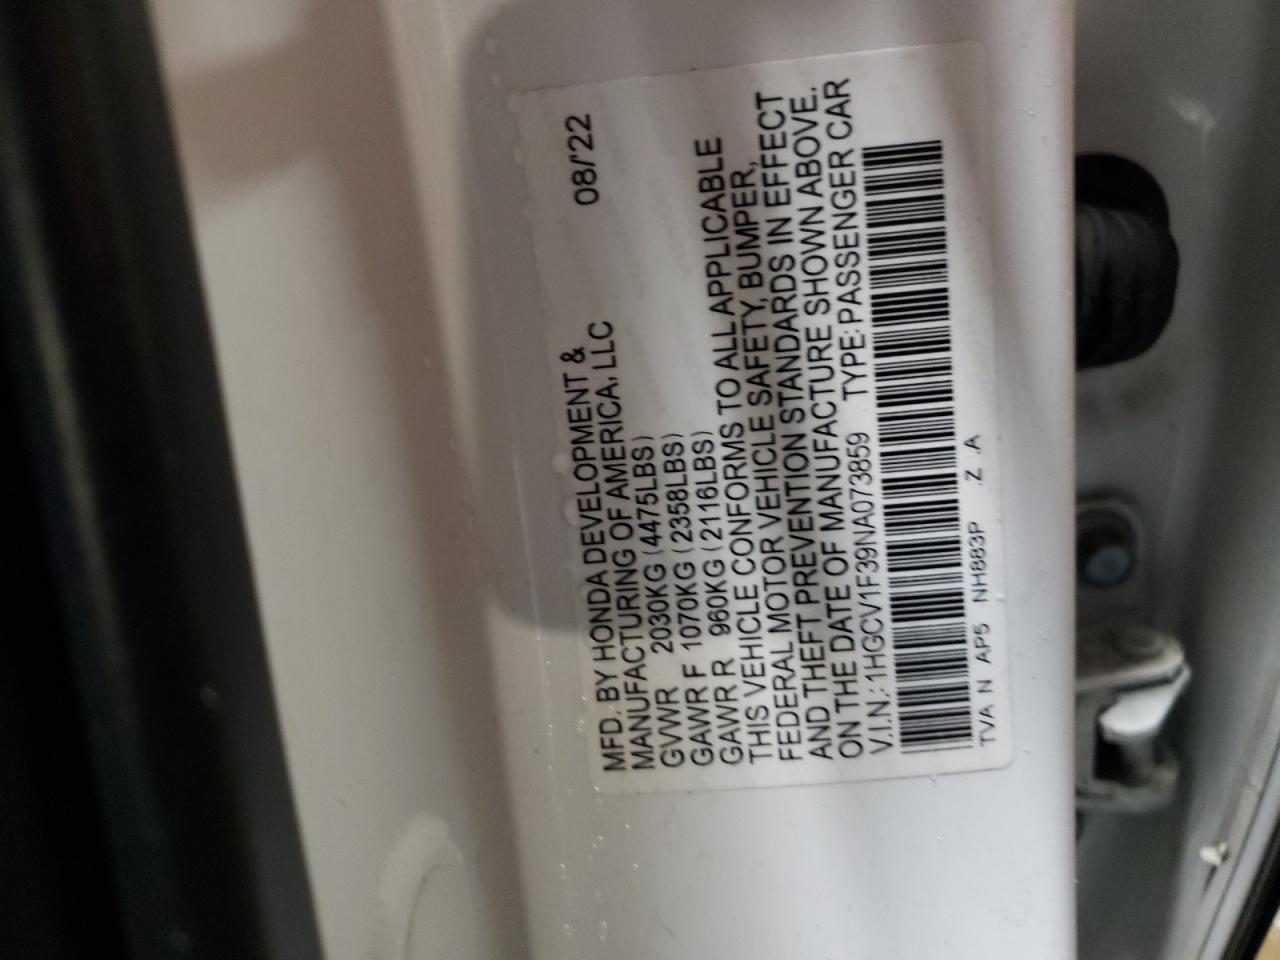 MFD. BY HONDA DEVELOPMENT & 08/'22
MANUFACTURING OF AMERICA, LLC
GVWR 2030KG (4475LBS)
GAWR F 1070KG (2358LBS)
GAWR R 960KG (2116LBS)
THIS VEHICLE CONFORMS TO ALL APPLICABLE
FEDERAL MOTOR VEHICLE SAFETY, BUMPER,
AND THEFT PREVENTION STANDARDS IN EFFECT
ON THE DATE OF MANUFACTURE SHOWN ABOVE.
V.I.N.: 1HGCV1F39NA073859 TYPE: PASSENGER CAR
TVA N AP5 NH883P Z A